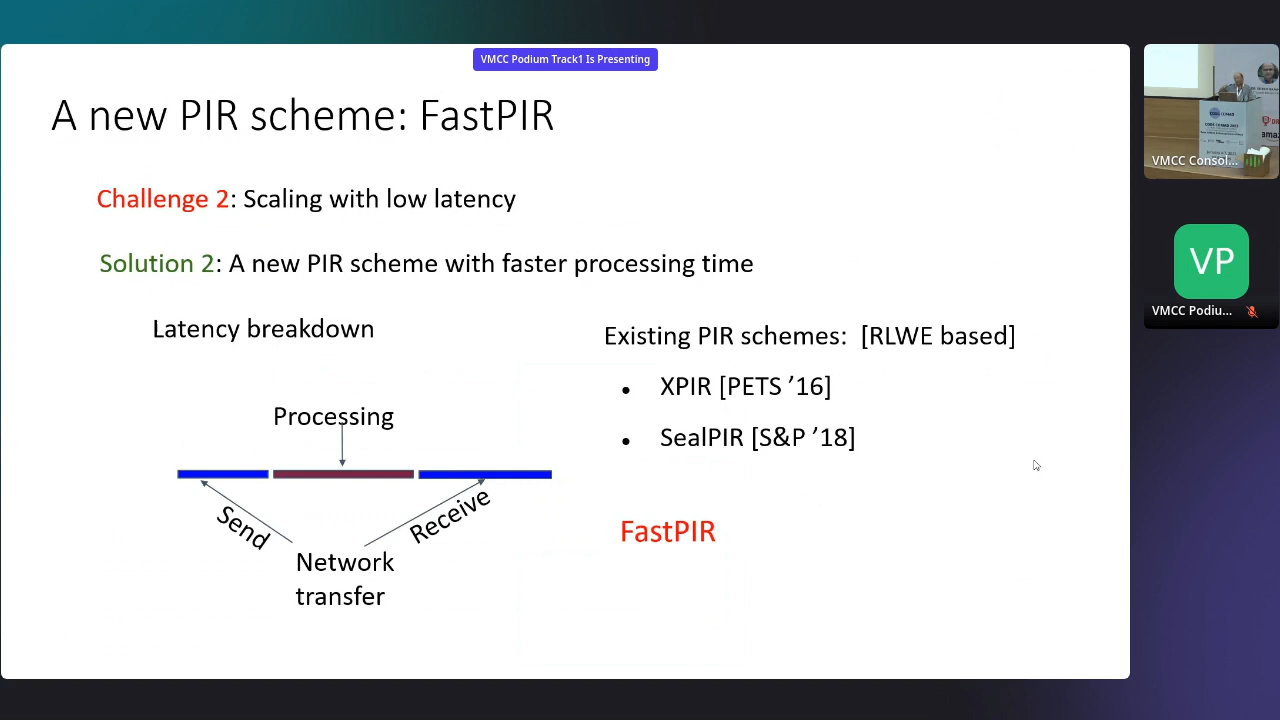 VMCC Podium Track1 Is Presenting
A new PIR scheme: FastPIR
Challenge 2: Scaling with low latency
Solution 2: A new PIR scheme with faster processing time
Latency breakdown
Processing
Send
Receive
Network
transfer
Existing PIR schemes: [RLWE based]
• XPIR [PETS ’16]
• SealPIR [S&P ’18]
FastPIR
VMCC Consol...
VP
VMCC Podiu...